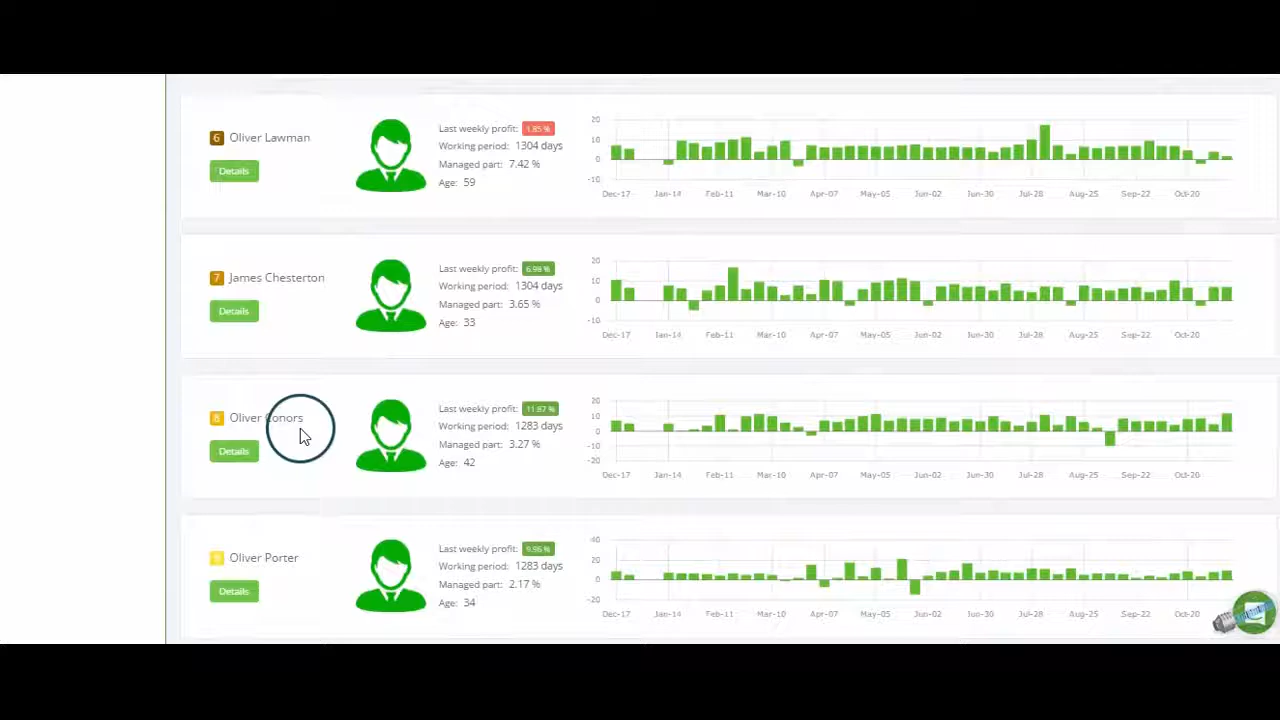 6 Oliver Lawman
Details
Last weekly profit: 1.85 %
Working period: 1304 days
Managed part: 7.42 %
Age: 59
20
10
0
-10
Dec-17 Jan-14 Feb-11 Mar-10 Apr-07 May-05 Jun-02 Jun-30 Jul-28 Aug-25 Sep-22 Oct-20
7 James Chesterton
Details
Last weekly profit: 6.98 %
Working period: 1304 days
Managed part: 3.65 %
Age: 33
20
10
0
-10
Dec-17 Jan-14 Feb-11 Mar-10 Apr-07 May-05 Jun-02 Jun-30 Jul-28 Aug-25 Sep-22 Oct-20
8 Oliver Conors
Details
Last weekly profit: 11.67 %
Working period: 1283 days
Managed part: 3.27 %
Age: 42
20
10
0
-10
-20
Dec-17 Jan-14 Feb-11 Mar-10 Apr-07 May-05 Jun-02 Jun-30 Jul-28 Aug-25 Sep-22 Oct-20
9 Oliver Porter
Details
Last weekly profit: 9.96 %
Working period: 1283 days
Managed part: 2.17 %
Age: 34
40
20
0
-20
Dec-17 Jan-14 Feb-11 Mar-10 Apr-07 May-05 Jun-02 Jun-30 Jul-28 Aug-25 Sep-22 Oct-20